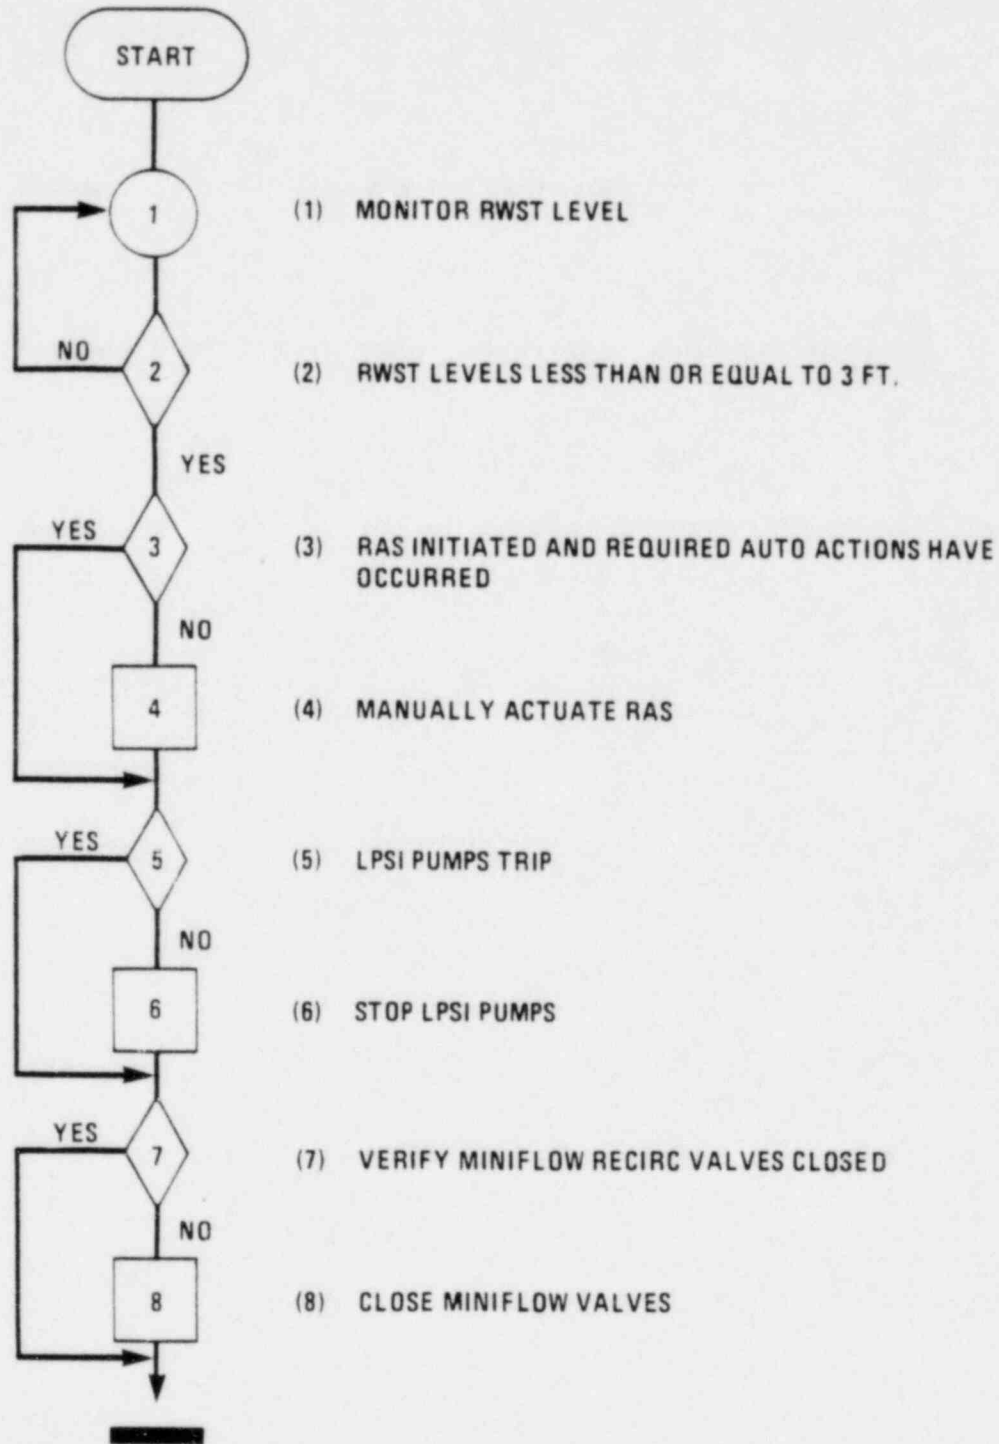 START
1
(1) MONITOR RWST LEVEL
NO
2
(2) RWST LEVELS LESS THAN OR EQUAL TO 3 FT.
YES
YES
3
(3) RAS INITIATED AND REQUIRED AUTO ACTIONS HAVE
OCCURRED
NO
4
(4) MANUALLY ACTUATE RAS
YES
5
(5) LPSI PUMPS TRIP
NO
6
(6) STOP LPSI PUMPS
YES
7
(7) VERIFY MINIFLOW RECIRC VALVES CLOSED
NO
8
(8) CLOSE MINIFLOW VALVES